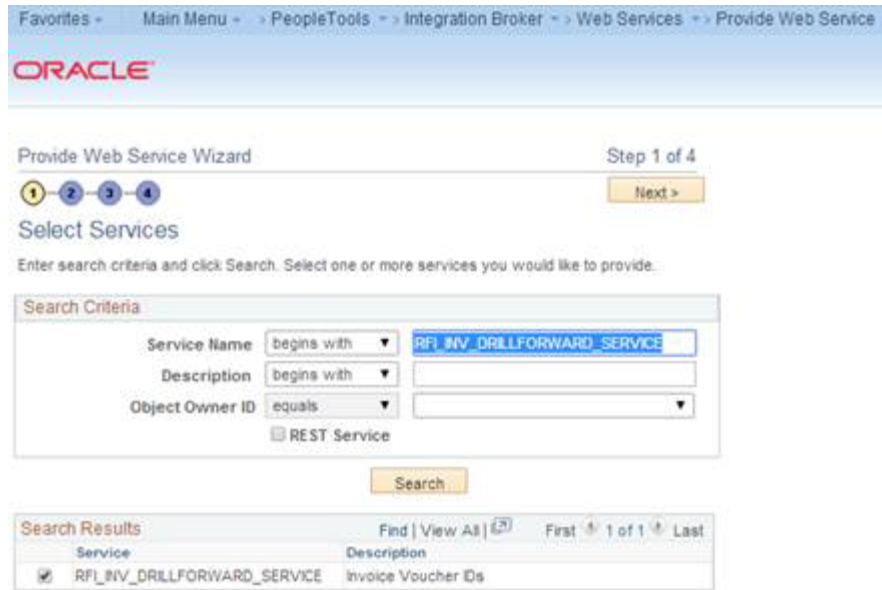 Favorites Main Menu > PeopleTools > Integration Broker > Web Services > Provide Web Service
ORACLE
Provide Web Service Wizard Step 1 of 4
1 2 3 4 Next >
Select Services
Enter search criteria and click Search. Select one or more services you would like to provide.
Search Criteria
Service Name begins with RFI_INV_DRILLFORWARD_SERVICE
Description begins with
Object Owner ID equals
REST Service
Search
Search Results Find | View All | First 1 of 1 Last
Service Description
RFI_INV_DRILLFORWARD_SERVICE Invoice Voucher IDs